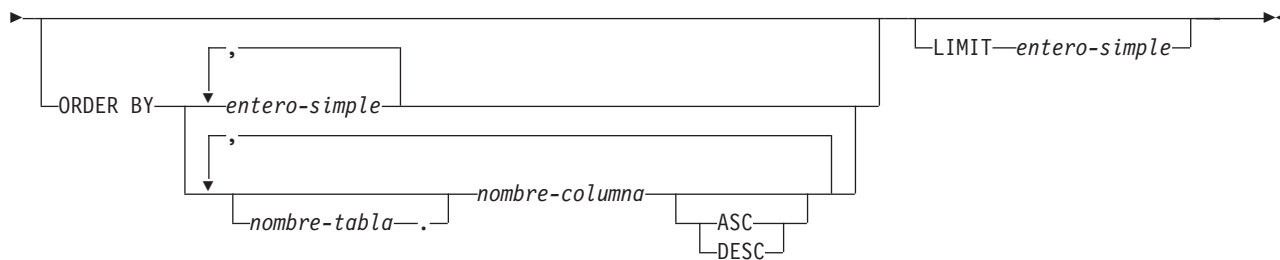 ,
LIMIT entero-simple
ORDER BY entero-simple
,
nombre-columna
nombre-tabla . ASC
DESC